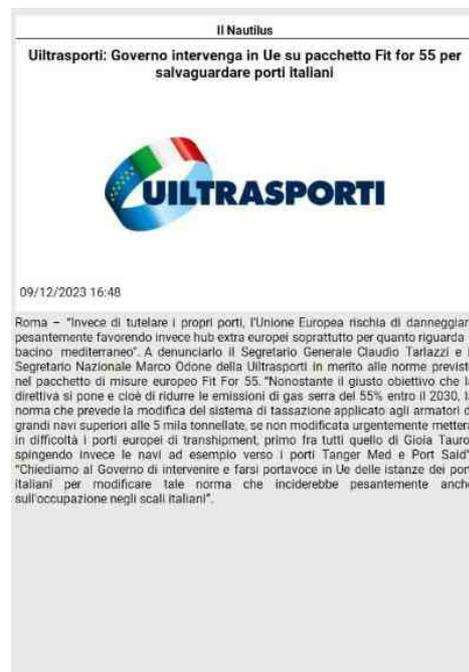 Il Nautilus
Uiltrasporti: Governo intervenga in Ue su pacchetto Fit for 55 per
salvaguardare porti italiani
UILTRASPORTI
09/12/2023 16:48
Roma – "Invece di tutelare i propri porti, l'Unione Europea rischia di danneggiar
pesantemente favorendo invece hub extra europei soprattutto per quanto riguarda
bacino mediterraneo". A denunciarlo il Segretario Generale Claudio Tarlazzi e
Segretario Nazionale Marco Odone della Uiltrasporti in merito alle norme previst
nel pacchetto di misure europeo Fit For 55. "Nonostante il giusto obiettivo che l
direttiva si pone e cioè di ridurre le emissioni di gas serra del 55% entro il 2030, l
norma che prevede la modifica del sistema di tassazione applicato agli armatori d
grandi navi superiori alle 5 mila tonnellate, se non modificata urgentemente metter
in difficoltà i porti europei di transhipment, primo fra tutti quello di Gioia Tauro
spingendo invece le navi ad esempio verso i porti Tanger Med e Port Said"
"Chiediamo al Governo di intervenire e farsi portavoce in Ue delle istanze dei port
italiani per modificare tale norma che inciderebbe pesantemente anche
sull'occupazione negli scali italiani".